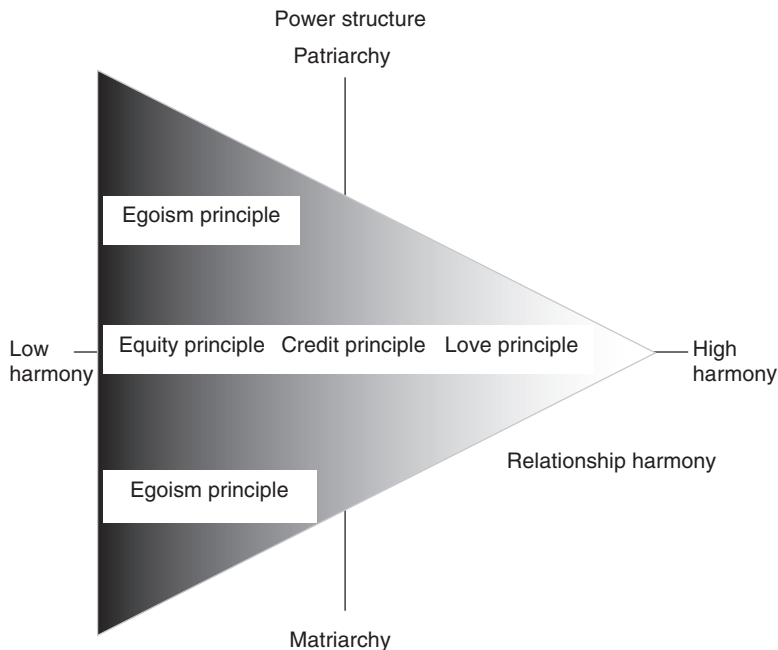 Power structure
Patriarchy
Egoism principle
Low
harmony
Equity principle Credit principle Love principle
High
harmony
Egoism principle
Relationship harmony
Matriarchy